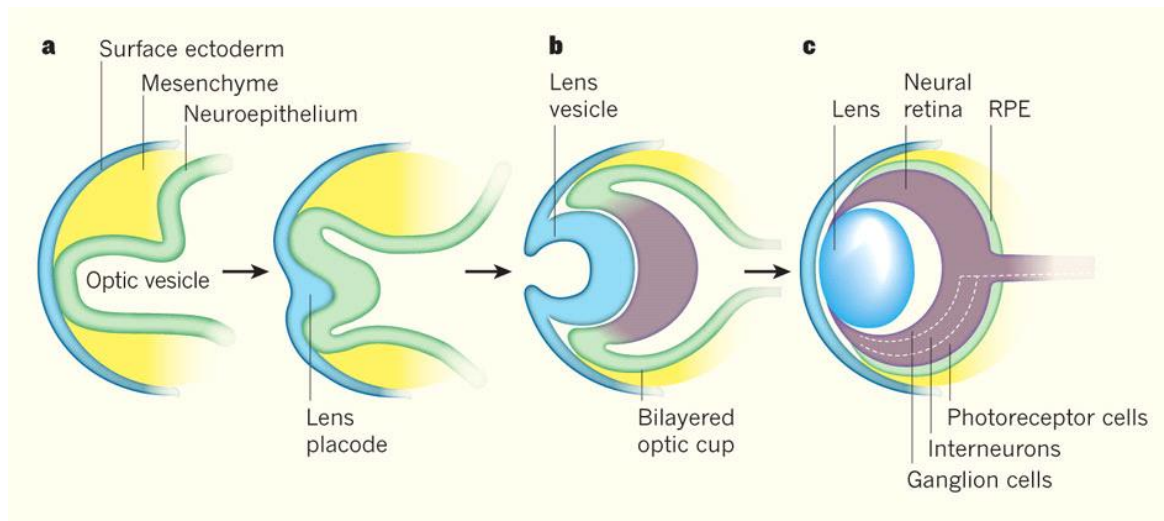 a
Surface ectoderm
Mesenchyme
Neuroepithelium
Optic vesicle
Lens
placode
b
Lens
vesicle
Bilayered
optic cup
c
Lens
Neural
retina
RPE
Photoreceptor cells
Interneurons
Ganglion cells